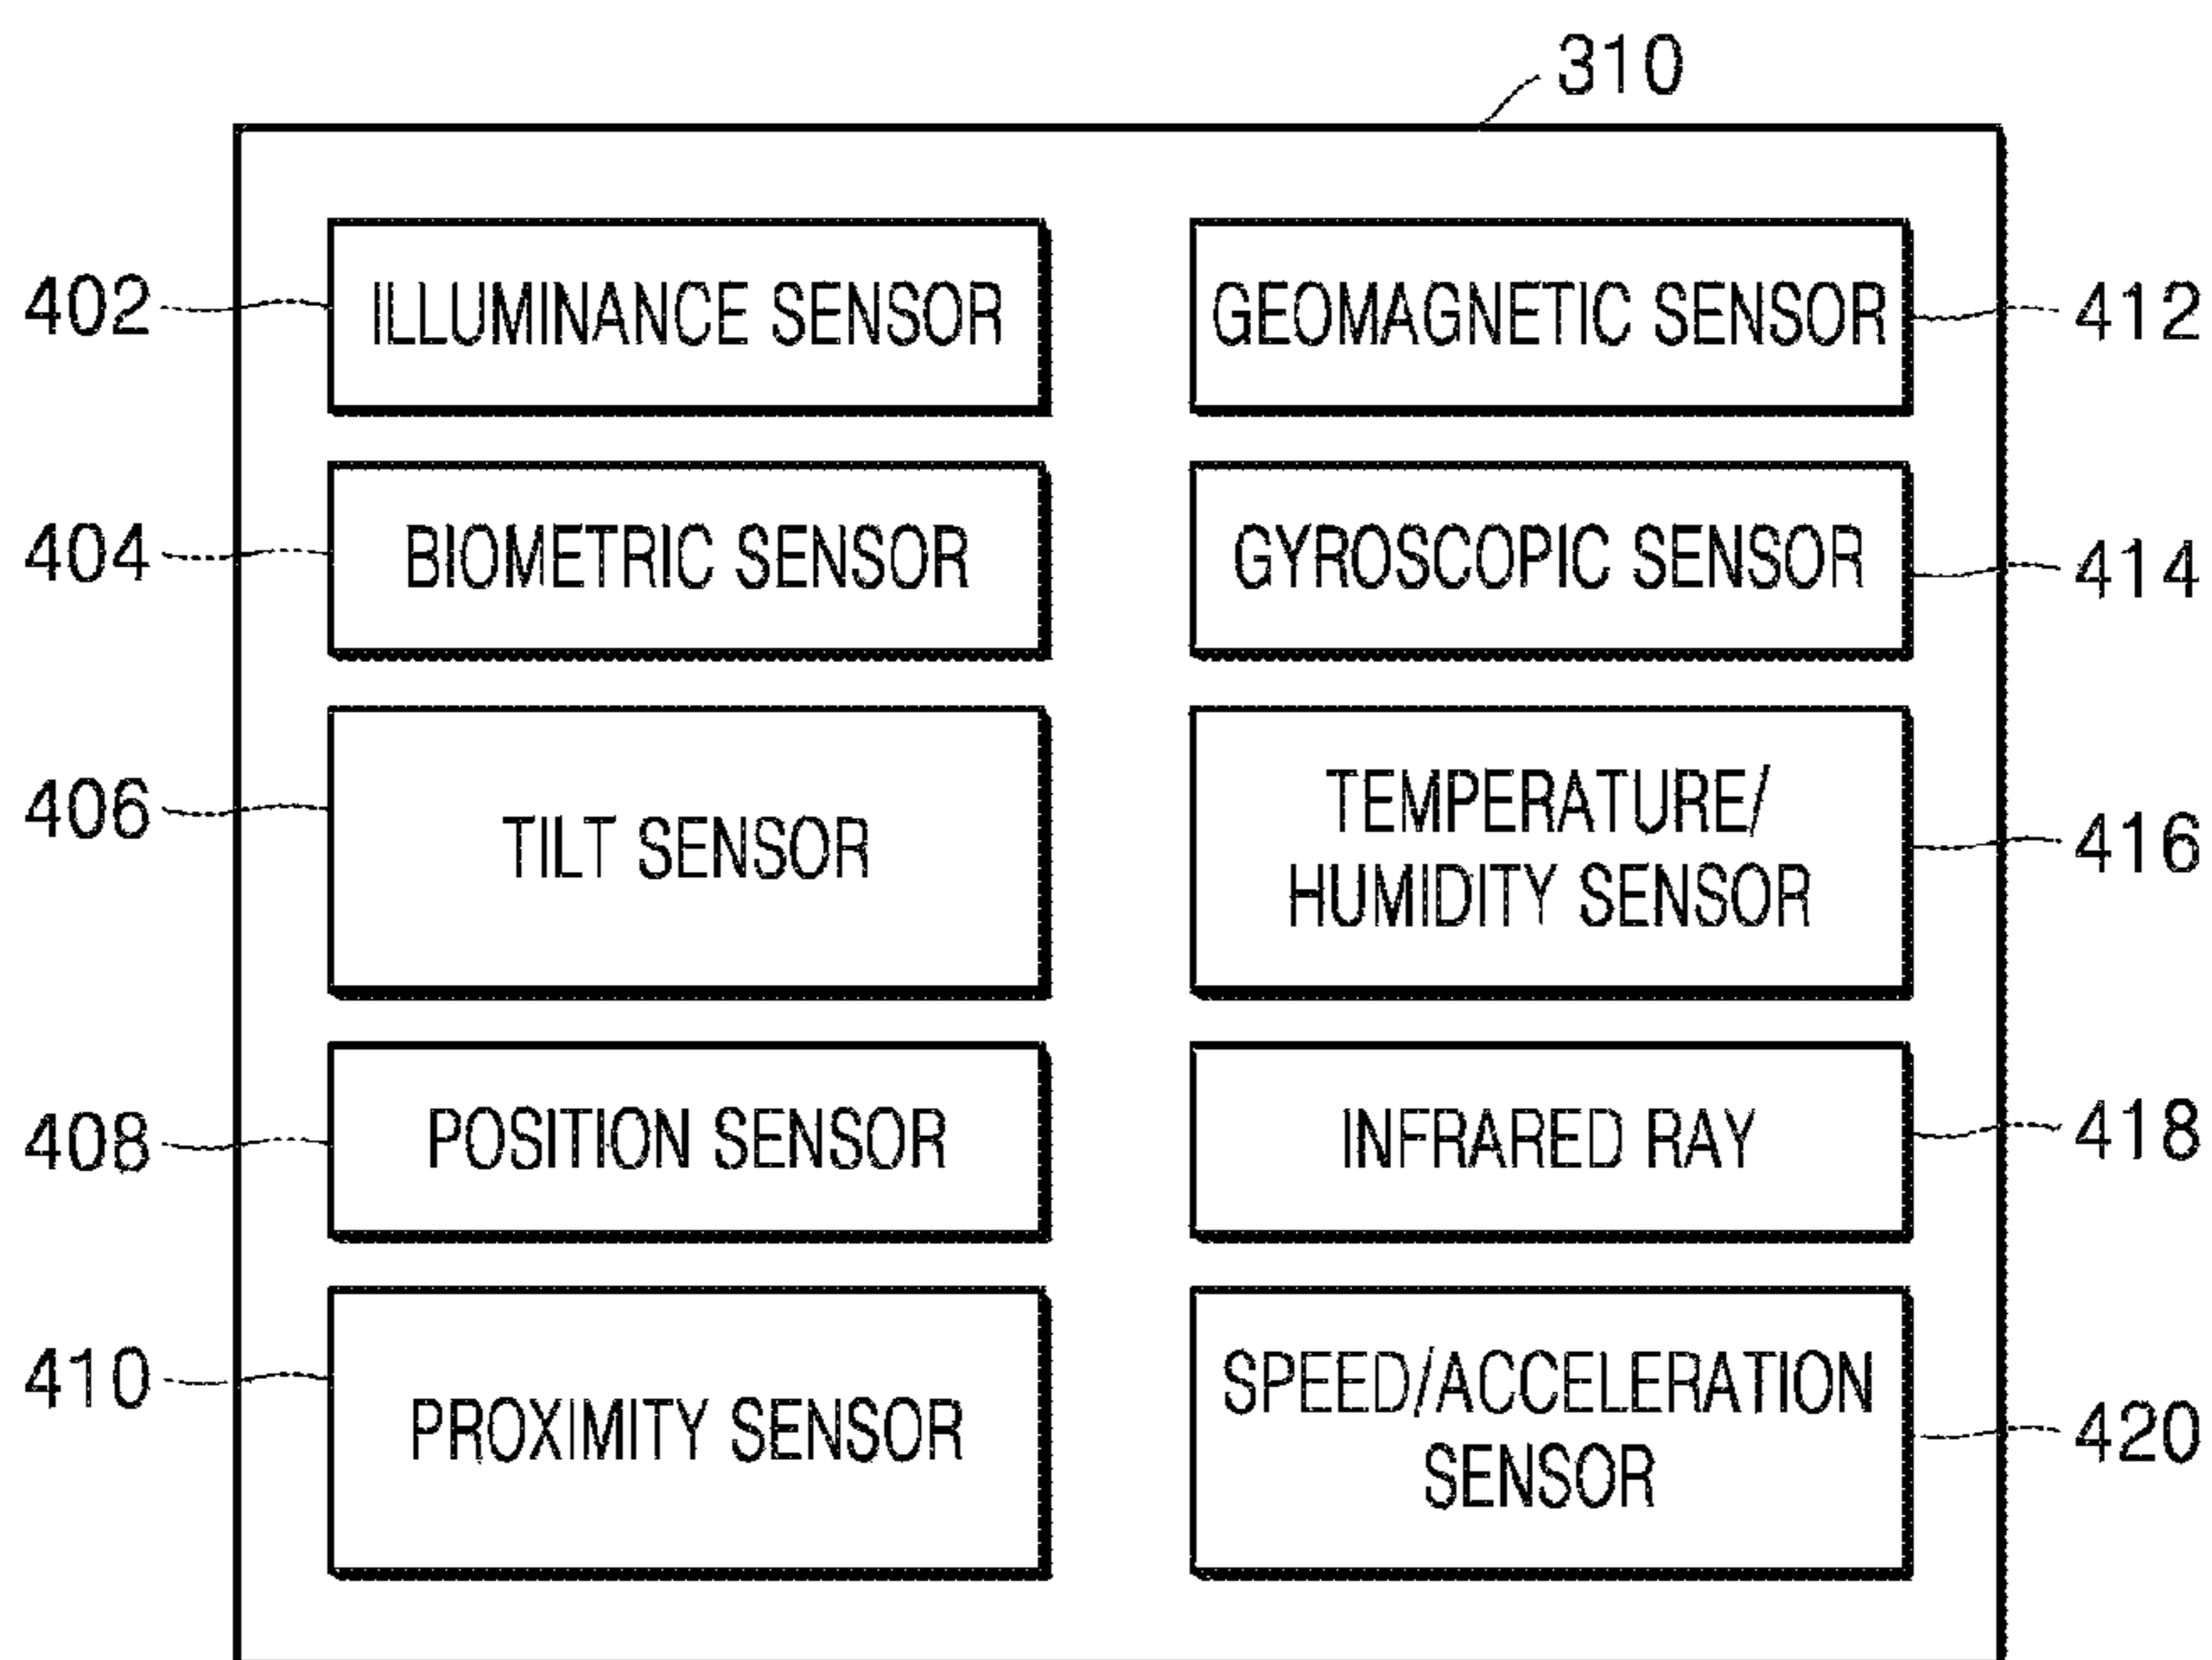 310
402
ILLUMINANCE SENSOR
GEOMAGNETIC SENSOR
412
404
BIOMETRIC SENSOR
GYROSCOPIC SENSOR
414
406
TILT SENSOR
TEMPERATURE/
HUMIDITY SENSOR
416
408
POSITION SENSOR
INFRARED RAY
418
410
PROXIMITY SENSOR
SPEED/ACCELERATION
SENSOR
420